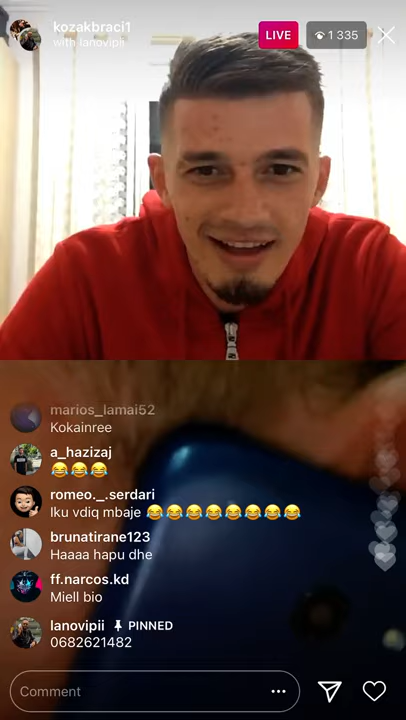 kozakbraci1
with lanovipii
LIVE
1 335
marios_lamai52
Kokainree
a_hazizaj
😂😂😂
romeo._.serdari
Iku vdiq mbaje 😂😂😂😂😂😂😂😂
brunatirane123
Haaaa hapu dhe
ff.narcos.kd
Miell bio
lanovipii PINNED
0682621482
Comment